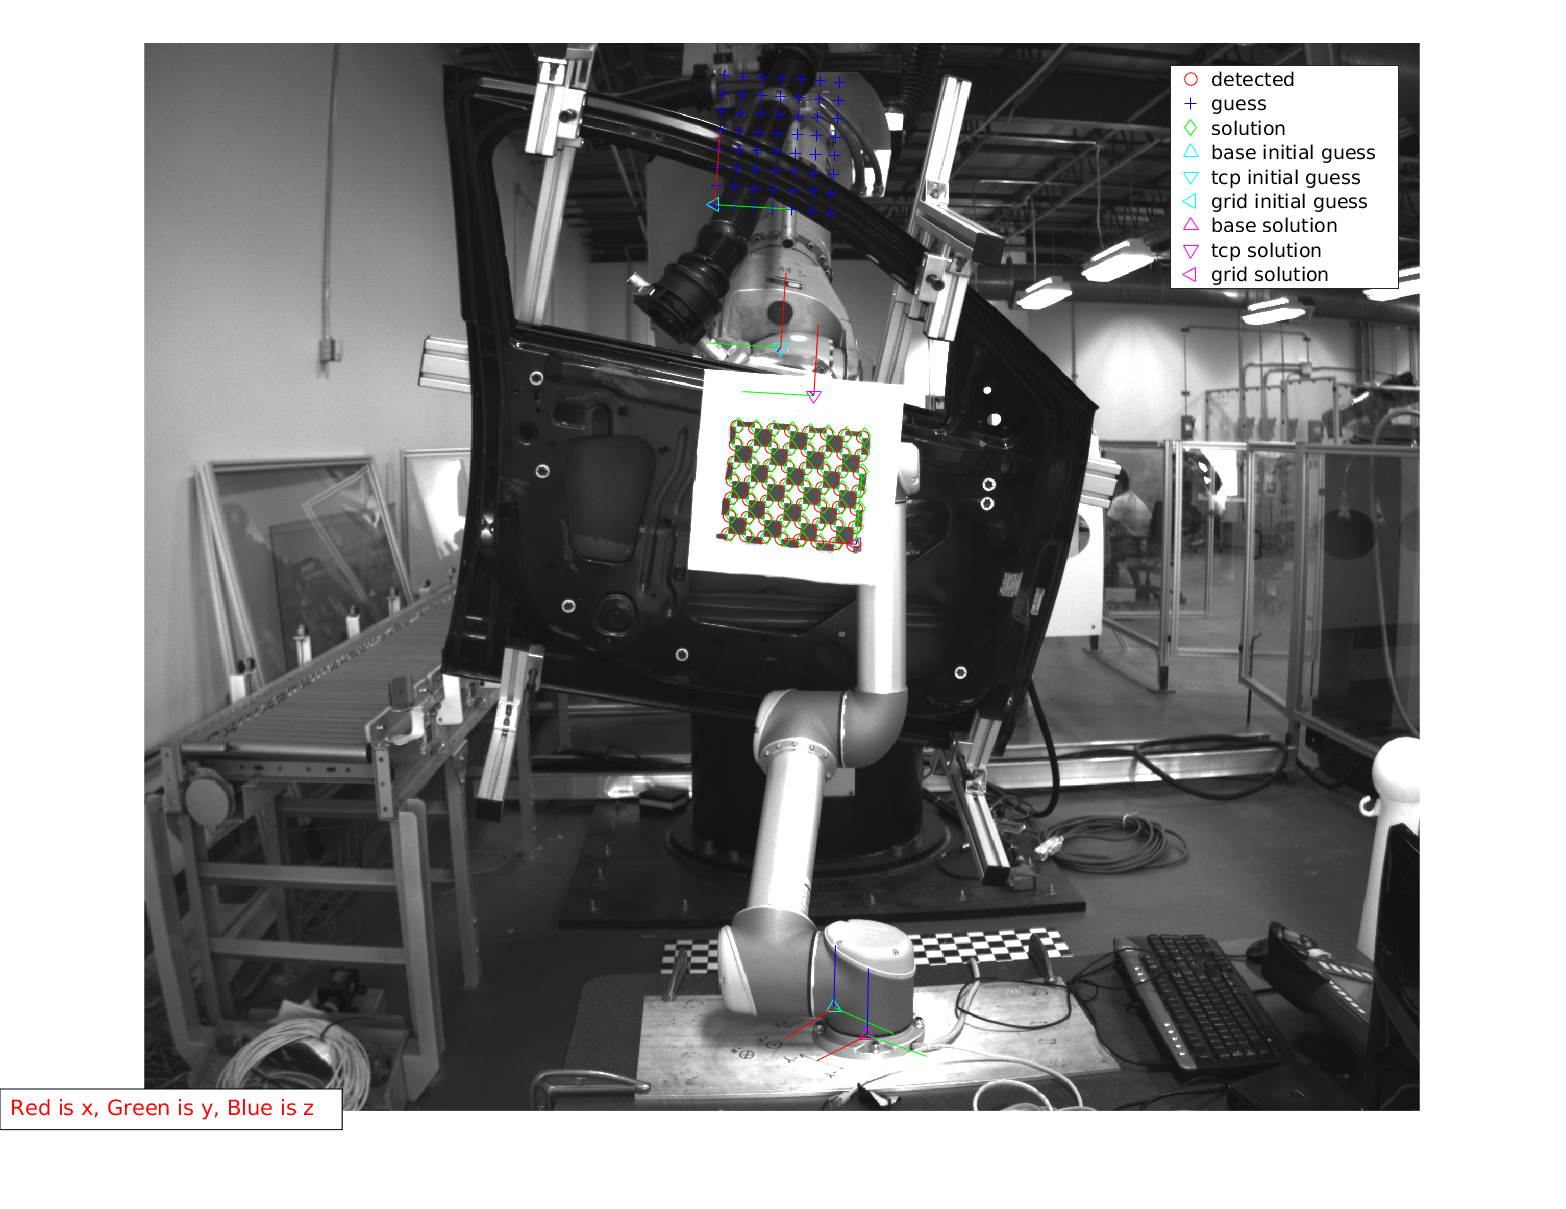 detected
guess
solution
base initial guess
tcp initial guess
grid initial guess
base solution
tcp solution
grid solution
Red is x, Green is y, Blue is z